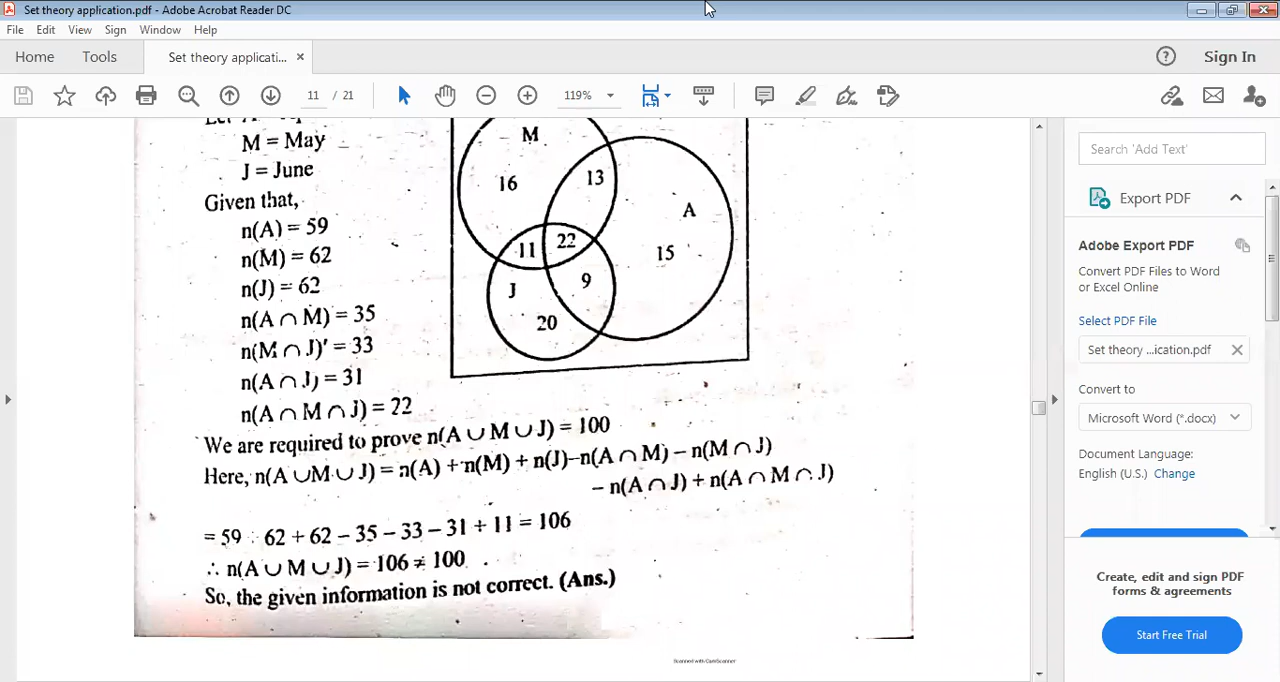 Set theory application.pdf - Adobe Acrobat Reader DC
File Edit View Sign Window Help
Home Tools Set theory applicati... ×
? Sign In
11 / 21 119%
M = May
J = June
Given that,
n(A) = 59
n(M) = 62
n(J) = 62
n(A ∩ M) = 35
n(M ∩ J)' = 33
n(A ∩ J) = 31
n(A ∩ M ∩ J) = 22
M
16
13
A
15
11
22
J
9
20
We are required to prove n(A ∪ M ∪ J) = 100
Here, n(A ∪ M ∪ J) = n(A) + n(M) + n(J) – n(A ∩ M) – n(M ∩ J)
– n(A ∩ J) + n(A ∩ M ∩ J)
= 59 62 + 62 – 35 – 33 – 31 + 11 = 106
∴ n(A ∪ M ∪ J) = 106 ≠ 100
So, the given information is not correct. (Ans.)
Scanned with CamScanner
Search 'Add Text'
Export PDF
Adobe Export PDF
Convert PDF Files to Word
or Excel Online
Select PDF File
Set theory ...ication.pdf ×
Convert to
Microsoft Word (*.docx)
Document Language:
English (U.S.) Change
Create, edit and sign PDF
forms & agreements
Start Free Trial